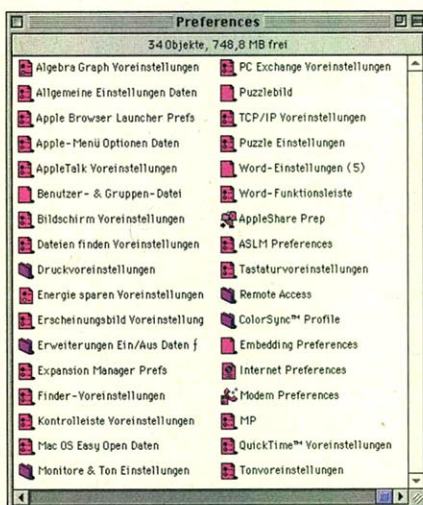 Preferences
34 Objekte, 748,8 MB frei
Algebra Graph Voreinstellungen
Allgemeine Einstellungen Daten
Apple Browser Launcher Prefs
Apple-Menü Optionen Daten
AppleTalk Voreinstellungen
Benutzer- & Gruppen-Datei
Bildschirm Voreinstellungen
Dateien finden Voreinstellungen
Druckvoreinstellungen
Energie sparen Voreinstellungen
Erscheinungsbild Voreinstellung
Erweiterungen Ein/Aus Daten ƒ
Expansion Manager Prefs
Finder-Voreinstellungen
Kontrolleiste Voreinstellungen
Mac OS Easy Open Daten
Monitore & Ton Einstellungen
PC Exchange Voreinstellungen
Puzzlebild
TCP/IP Voreinstellungen
Puzzle Einstellungen
Word-Einstellungen (5)
Word-Funktionsleiste
AppleShare Prep
ASLM Preferences
Tastaturvoreinstellungen
Remote Access
ColorSync™ Profile
Embedding Preferences
Internet Preferences
Modem Preferences
MP
QuickTime™ Voreinstellungen
Tonvoreinstellungen